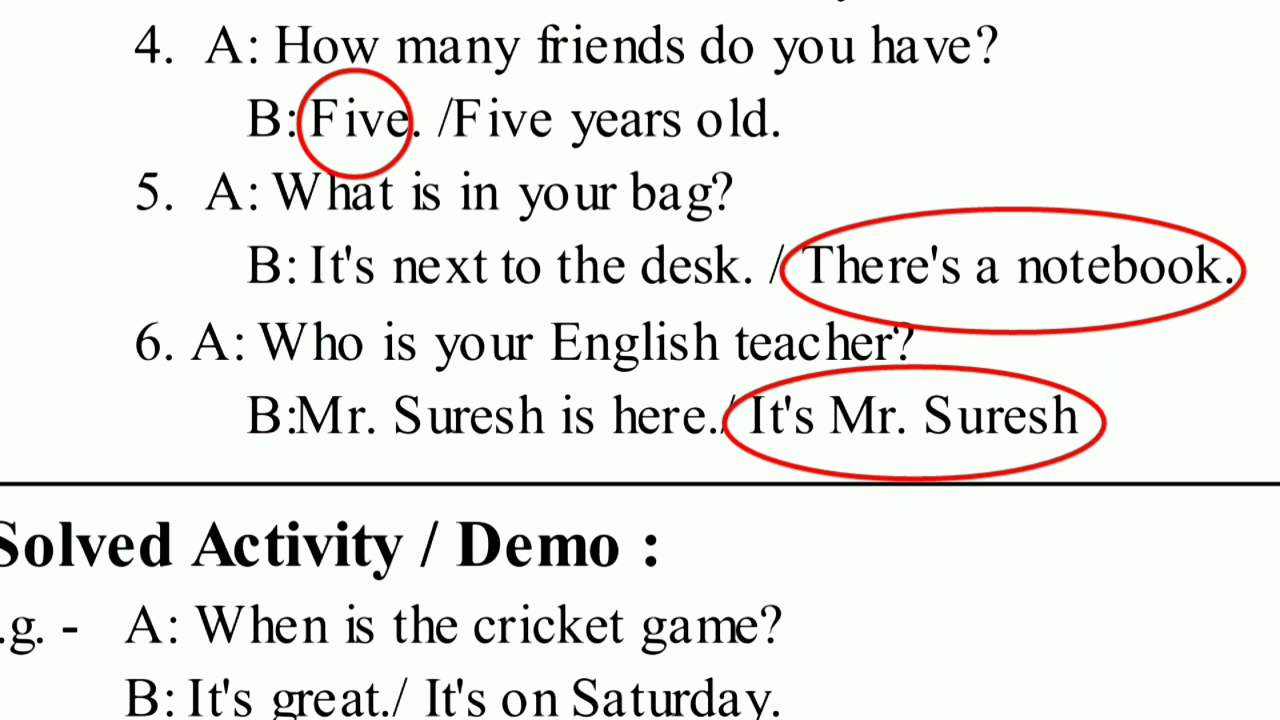 4. A: How many friends do you have?
B: Five. /Five years old.
5. A: What is in your bag?
B: It's next to the desk. / There's a notebook.
6. A: Who is your English teacher?
B:Mr. Suresh is here./ It's Mr. Suresh
Solved Activity / Demo :
.g. - A: When is the cricket game?
B: It's great./ It's on Saturday.